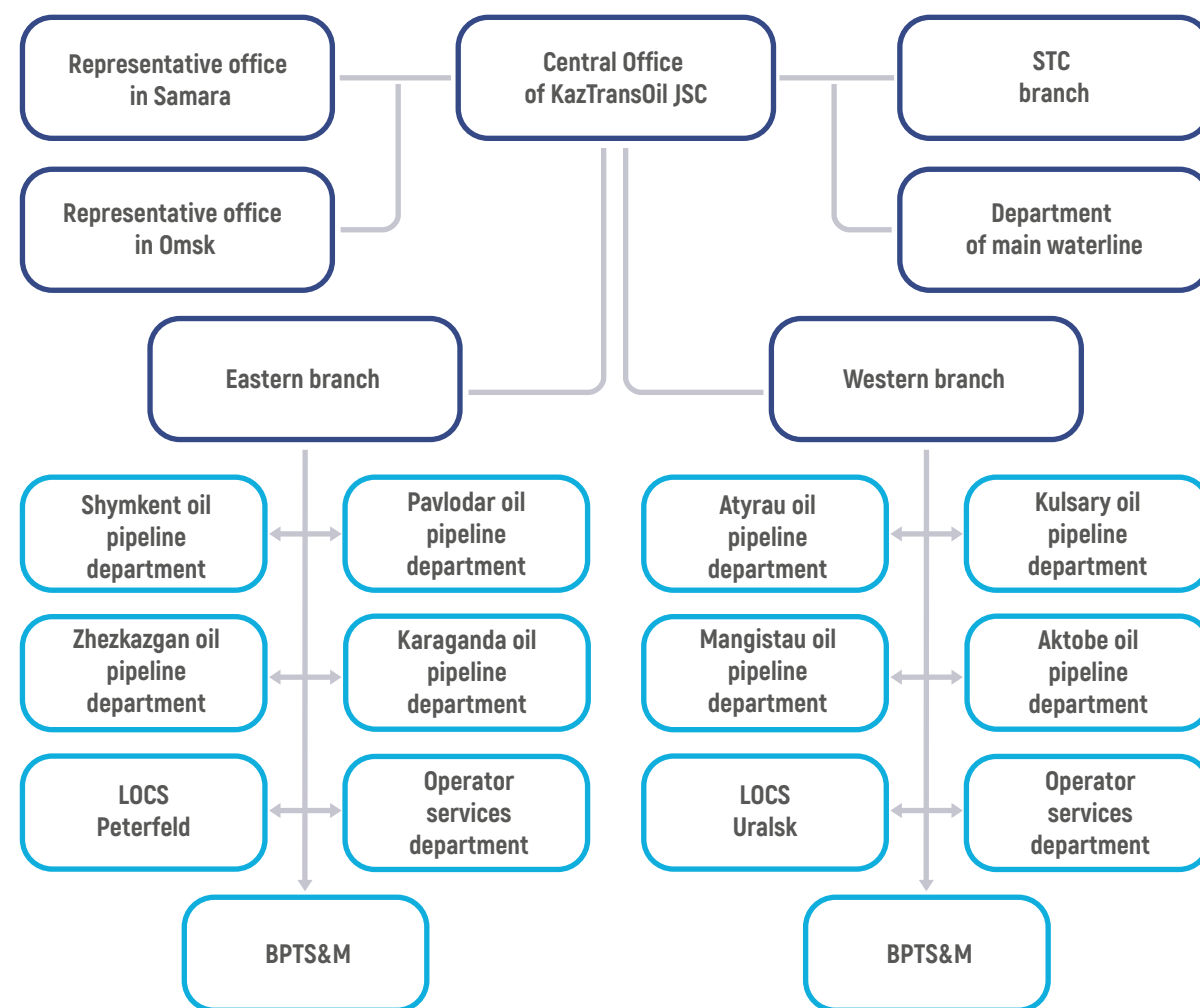 Representative office
in Samara
Central Office
of KazTransOil JSC
STC
branch
Representative office
in Omsk
Department
of main waterline
Eastern branch
Western branch
Shymkent oil
pipeline
department
Pavlodar oil
pipeline
department
Atyrau oil
pipeline
department
Kulsary oil
pipeline
department
Zhezkazgan oil
pipeline
department
Karaganda oil
pipeline
department
Mangistau oil
pipeline
department
Aktobe oil
pipeline
department
LOCS
Peterfeld
Operator
services
department
LOCS
Uralsk
Operator
services
department
BPTS&M
BPTS&M